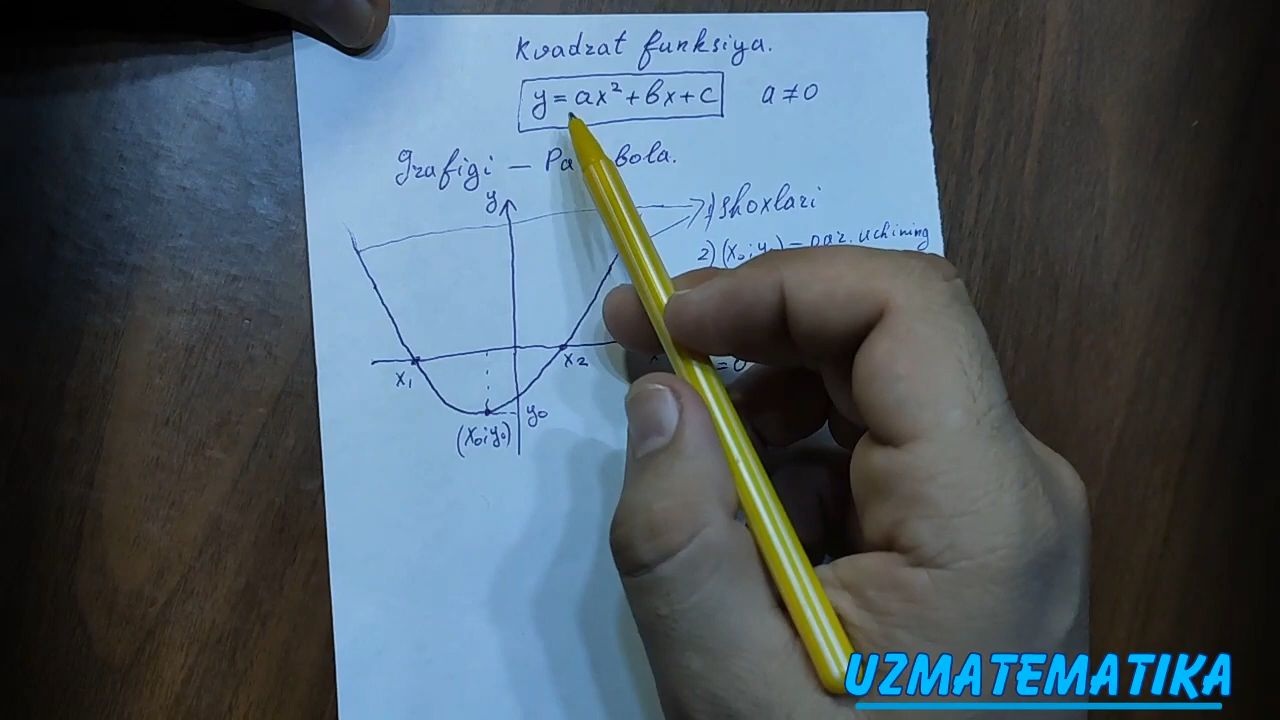 Kvadrat funksiya.
y=ax²+bx+c a≠0
Grafigi – Pa bola.
y
1) shoxlari
2) (x₀;y₀) – par. uchining
x₁
x₂
x
=0
y₀
(x₀;y₀)
UZMATEMATIKA